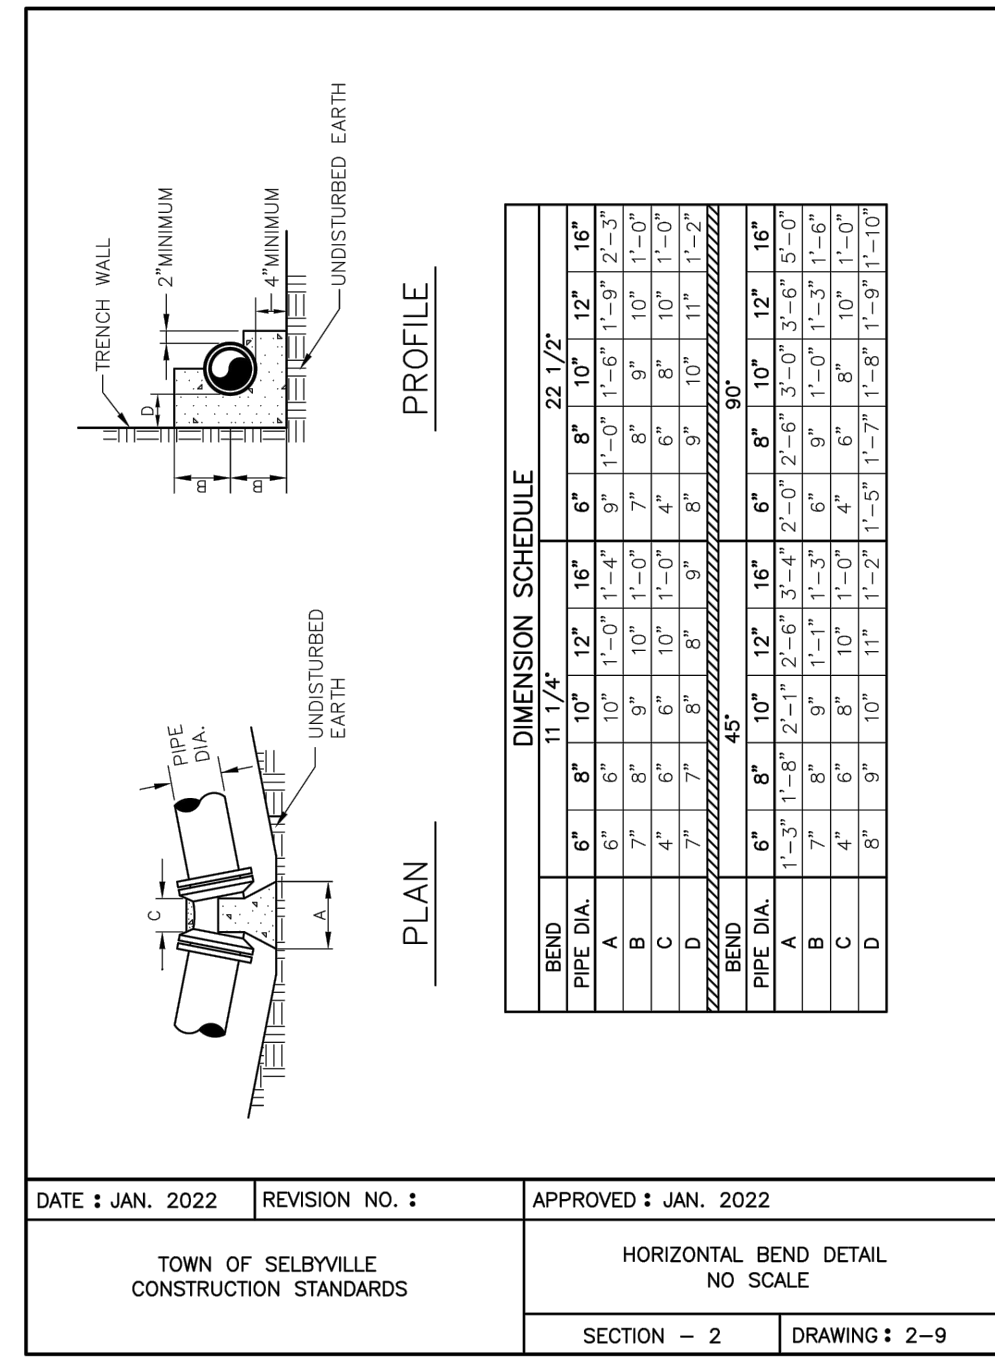 PIPE
DIA.
C
A
UNDISTURBED
EARTH
PLAN
TRENCH WALL
2"MINIMUM
4"MINIMUM
UNDISTURBED EARTH
D
B
B
PROFILE
DIMENSION SCHEDULE
BEND 11 1/4° 22 1/2°
PIPE DIA. 6" 8" 10" 12" 16" 6" 8" 10" 12" 16"
A 6" 6" 10" 1'-0" 1'-4" 9" 1'-0" 1'-6" 1'-9" 2'-3"
B 7" 8" 9" 10" 1'-0" 7" 8" 9" 10" 1'-0"
C 4" 6" 6" 10" 1'-0" 4" 6" 8" 10" 1'-0"
D 7" 7" 8" 8" 9" 8" 9" 10" 11" 1'-2"
BEND 45° 90°
PIPE DIA. 6" 8" 10" 12" 16" 6" 8" 10" 12" 16"
A 1'-3" 1'-8" 2'-1" 2'-6" 3'-4" 2'-0" 2'-6" 3'-0" 3'-6" 5'-0"
B 7" 8" 9" 1'-1" 1'-3" 6" 9" 1'-0" 1'-3" 1'-6"
C 4" 6" 8" 10" 1'-0" 4" 6" 8" 10" 1'-0"
D 8" 9" 10" 11" 1'-2" 1'-5" 1'-7" 1'-8" 1'-9" 1'-10"
DATE : JAN. 2022
REVISION NO. :
APPROVED : JAN. 2022
TOWN OF SELBYVILLE
CONSTRUCTION STANDARDS
HORIZONTAL BEND DETAIL
NO SCALE
SECTION - 2
DRAWING : 2-9